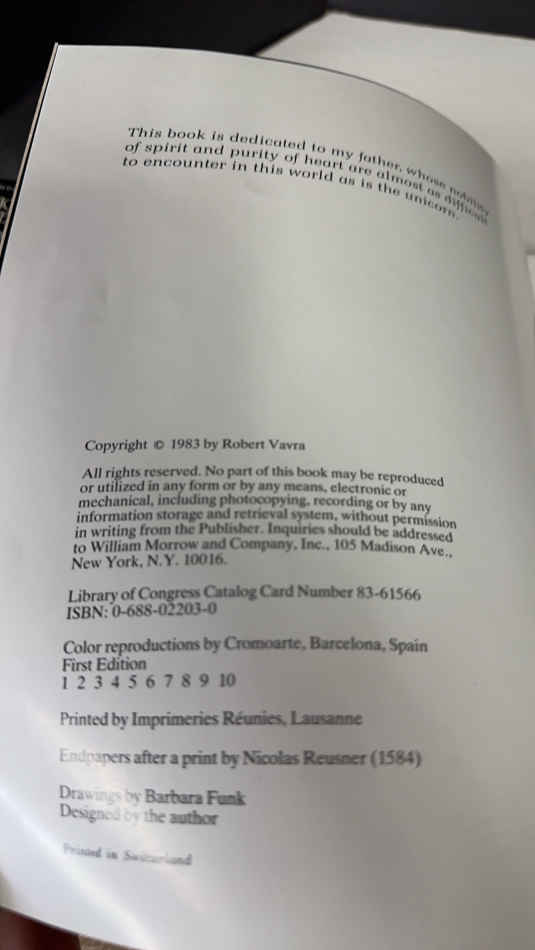 This book is dedicated to my father, whose nobility
of spirit and purity of heart are almost as difficult
to encounter in this world as is the unicorn.
Copyright © 1983 by Robert Vavra
All rights reserved. No part of this book may be reproduced
or utilized in any form or by any means, electronic or
mechanical, including photocopying, recording or by any
information storage and retrieval system, without permission
in writing from the Publisher. Inquiries should be addressed
to William Morrow and Company, Inc., 105 Madison Ave.,
New York, N.Y. 10016.
Library of Congress Catalog Card Number 83-61566
ISBN: 0-688-02203-0
Color reproductions by Cromoarte, Barcelona, Spain
First Edition
1 2 3 4 5 6 7 8 9 10
Printed by Imprimeries Réunies, Lausanne
Endpapers after a print by Nicolas Reusner (1584)
Drawings by Barbara Funk
Designed by the author
Printed in Switzerland